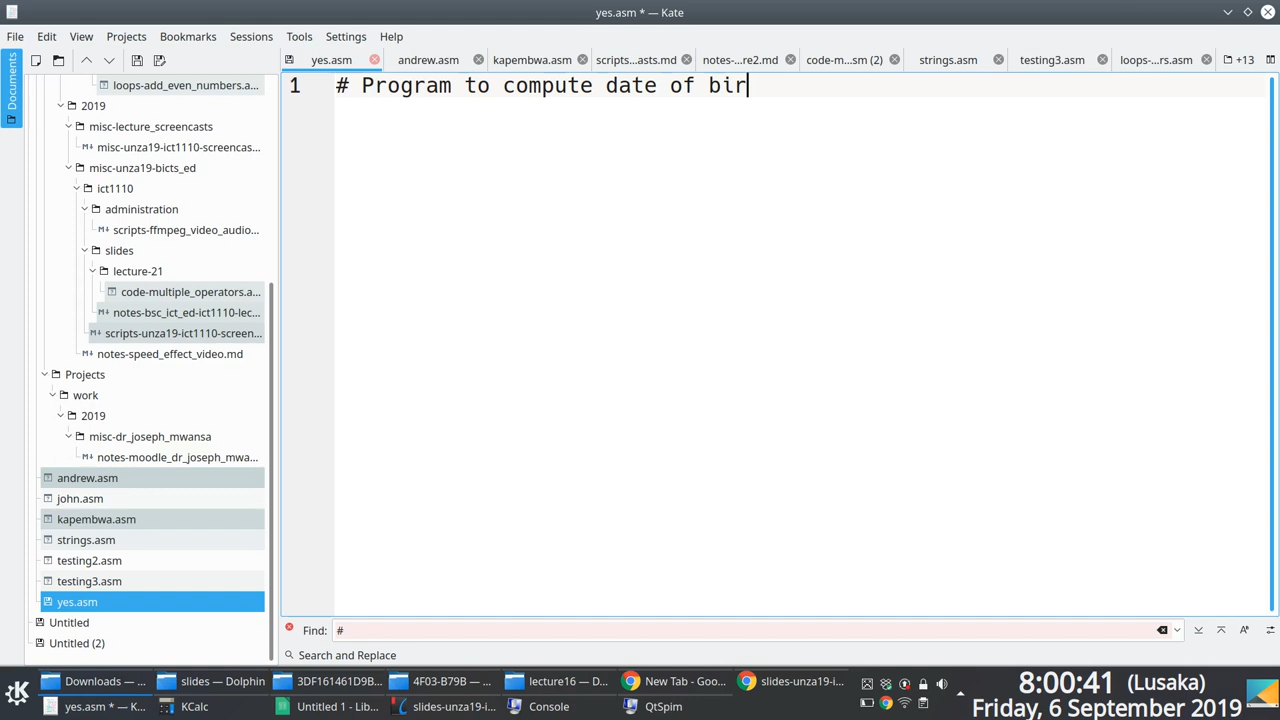 yes.asm * — Kate
File Edit View Projects Bookmarks Sessions Tools Settings Help
Documents
yes.asm andrew.asm kapembwa.asm scripts...asts.md notes-...re2.md code-m...sm (2) strings.asm testing3.asm loops-...rs.asm +13
1 # Program to compute date of bir
loops-add_even_numbers.a...
2019
misc-lecture_screencasts
misc-unza19-ict1110-screencas...
misc-unza19-bicts_ed
ict1110
administration
scripts-ffmpeg_video_audio...
slides
lecture-21
code-multiple_operators.a...
notes-bsc_ict_ed-ict1110-lec...
scripts-unza19-ict1110-screen...
notes-speed_effect_video.md
Projects
work
2019
misc-dr_joseph_mwansa
notes-moodle_dr_joseph_mwa...
andrew.asm
john.asm
kapembwa.asm
strings.asm
testing2.asm
testing3.asm
yes.asm
Untitled
Untitled (2)
Find: #
Search and Replace
Downloads — ... slides — Dolphin 3DF161461D9B... 4F03-B79B — ... lecture16 — D... New Tab - Goo... slides-unza19-i...
yes.asm * — K... KCalc Untitled 1 - Lib... slides-unza19-i... Console QtSpim
8:00:41 (Lusaka)
Friday, 6 September 2019